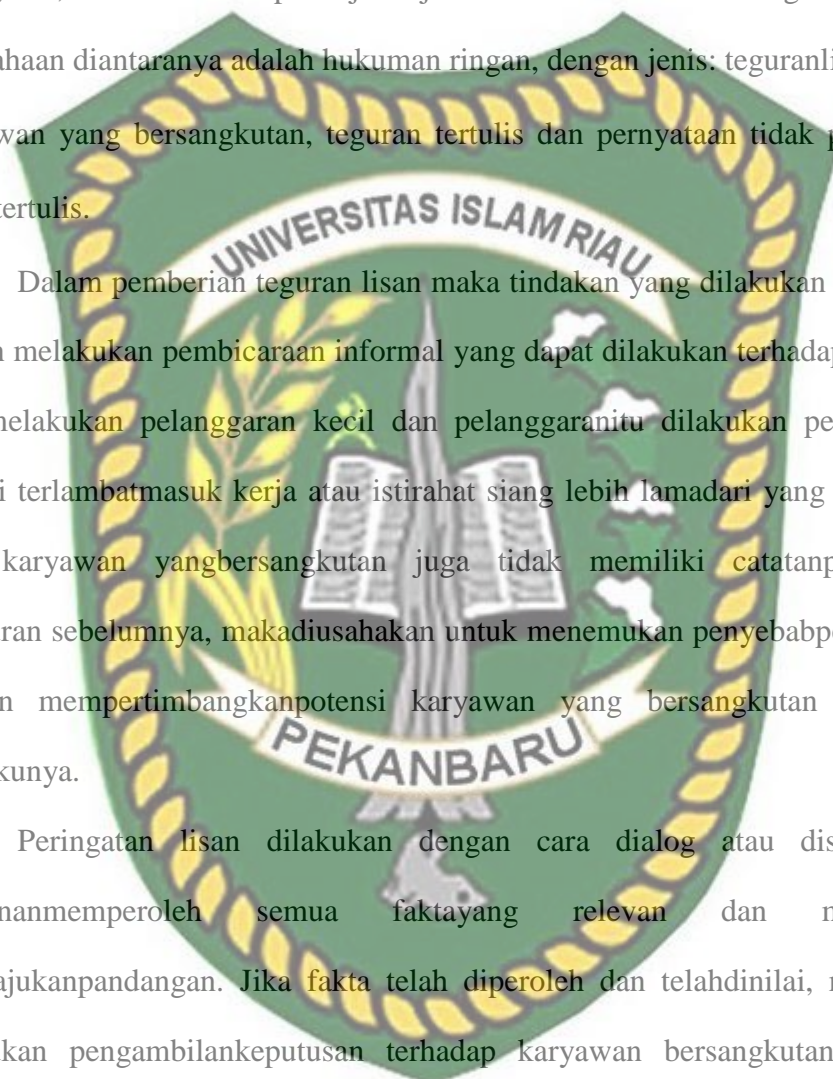 ahaan diantaranya adalah hukuman ringan, dengan jenis: teguranli
wan yang bersangkutan, teguran tertulis dan pernyataan tidak p
tertulis.
UNIVERSITAS ISLAM RIAU
Dalam pemberian teguran lisan maka tindakan yang dilakukan
n melakukan pembicaraan informal yang dapat dilakukan terhadap
melakukan pelanggaran kecil dan pelanggaranitu dilakukan pe
i terlambatmasuk kerja atau istirahat siang lebih lamadari yang
karyawan yangbersangkutan juga tidak memiliki catatanp
ran sebelumnya, makadiusahakan untuk menemukan penyebabpe
n mempertimbangkanpotensi karyawan yang bersangkutan
PEKANBARU
kunya.
Peringatan lisan dilakukan dengan cara dialog atau dis
nanmemperoleh semua faktayang relevan dan m
ajukanpandangan. Jika fakta telah diperoleh dan telahdinilai, m
ukan pengambilankeputusan terhadap karyawan bersangkutan